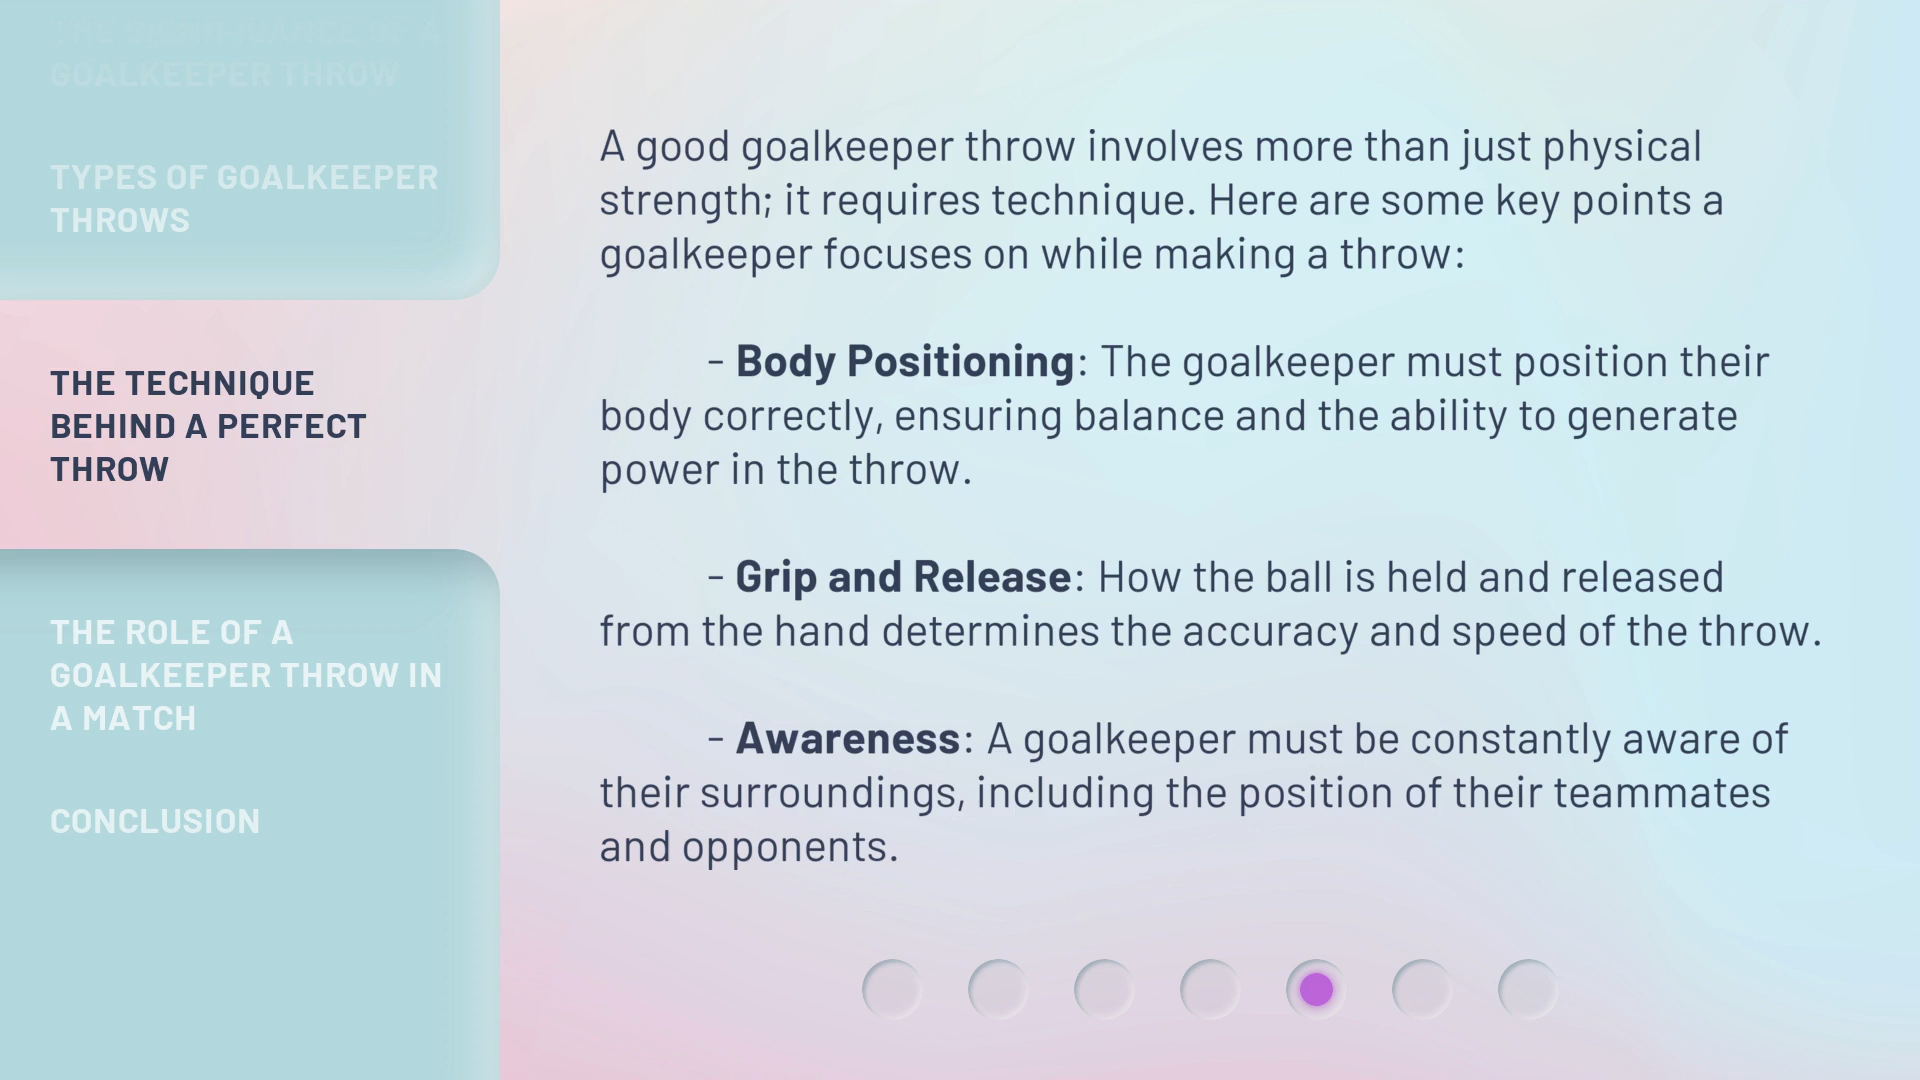 THE SIGNIFICANCE OF A
GOALKEEPER THROW
TYPES OF GOALKEEPER
THROWS
THE TECHNIQUE
BEHIND A PERFECT
THROW
THE ROLE OF A
GOALKEEPER THROW IN
A MATCH
CONCLUSION
A good goalkeeper throw involves more than just physical
strength; it requires technique. Here are some key points a
goalkeeper focuses on while making a throw:
- Body Positioning: The goalkeeper must position their
body correctly, ensuring balance and the ability to generate
power in the throw.
- Grip and Release: How the ball is held and released
from the hand determines the accuracy and speed of the throw.
- Awareness: A goalkeeper must be constantly aware of
their surroundings, including the position of their teammates
and opponents.